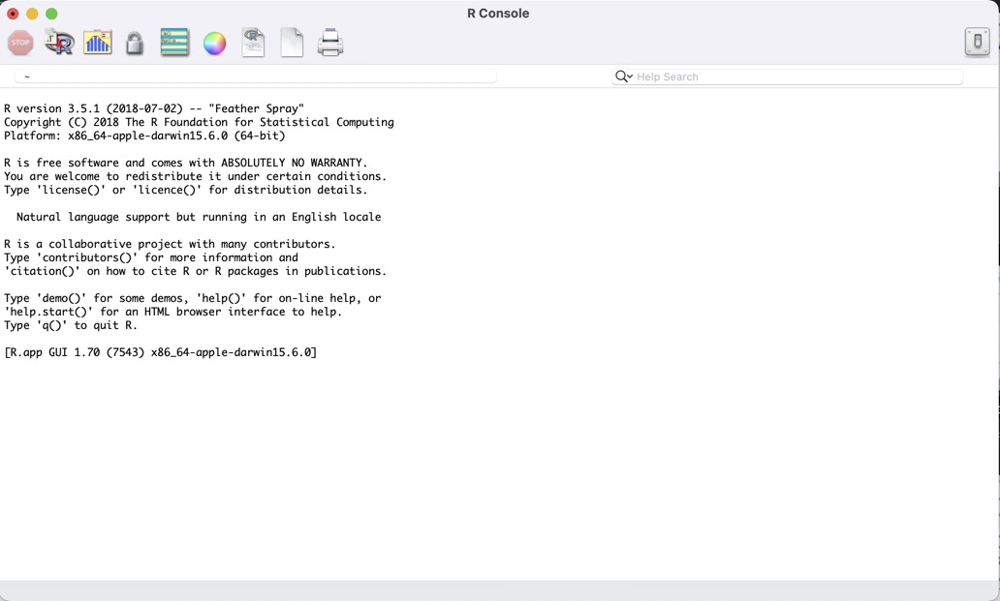 R Console
STOP
~
Help Search
R version 3.5.1 (2018-07-02) -- "Feather Spray"
Copyright (C) 2018 The R Foundation for Statistical Computing
Platform: x86_64-apple-darwin15.6.0 (64-bit)
R is free software and comes with ABSOLUTELY NO WARRANTY.
You are welcome to redistribute it under certain conditions.
Type 'license()' or 'licence()' for distribution details.
Natural language support but running in an English locale
R is a collaborative project with many contributors.
Type 'contributors()' for more information and
'citation()' on how to cite R or R packages in publications.
Type 'demo()' for some demos, 'help()' for on-line help, or
'help.start()' for an HTML browser interface to help.
Type 'q()' to quit R.
[R.app GUI 1.70 (7543) x86_64-apple-darwin15.6.0]